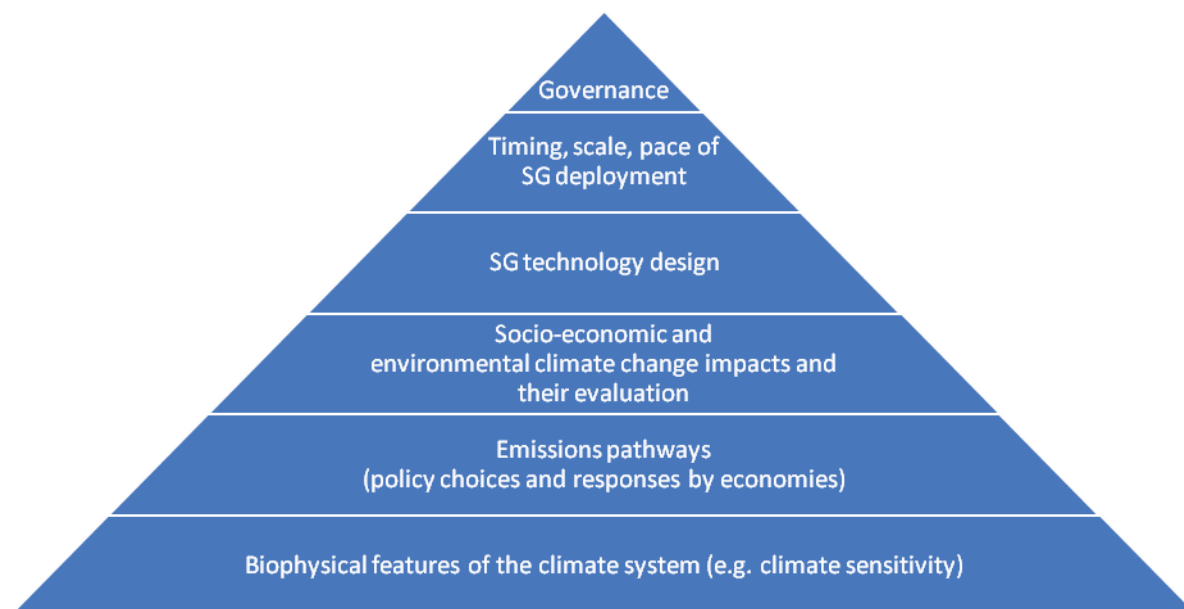 Governance
Timing, scale, pace of
SG deployment
SG technology design
Socio-economic and
environmental climate change impacts and
their evaluation
Emissions pathways
(policy choices and responses by economies)
Biophysical features of the climate system (e.g. climate sensitivity)